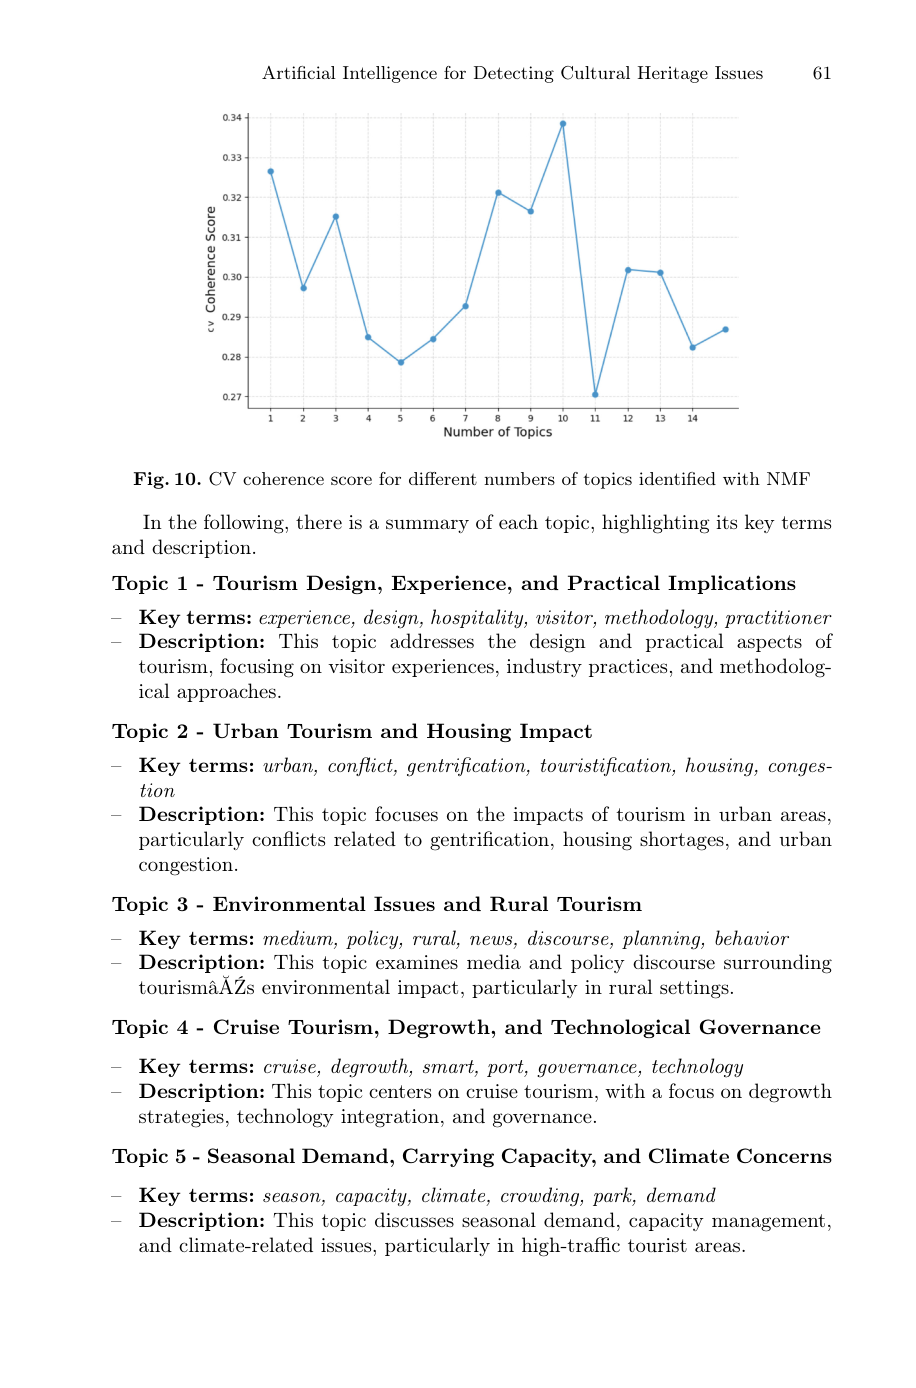 Artificial Intelligence for Detecting Cultural Heritage Issues 61
0.34
0.33
0.32
0.31
0.30
0.29
0.28
0.27
cv Coherence Score
1 2 3 4 5 6 7 8 9 10 11 12 13 14
Number of Topics
Fig. 10. CV coherence score for different numbers of topics identified with NMF
In the following, there is a summary of each topic, highlighting its key terms
and description.
Topic 1 - Tourism Design, Experience, and Practical Implications
– Key terms: experience, design, hospitality, visitor, methodology, practitioner
– Description: This topic addresses the design and practical aspects of
tourism, focusing on visitor experiences, industry practices, and methodolog-
ical approaches.
Topic 2 - Urban Tourism and Housing Impact
– Key terms: urban, conflict, gentrification, touristification, housing, conges-
tion
– Description: This topic focuses on the impacts of tourism in urban areas,
particularly conflicts related to gentrification, housing shortages, and urban
congestion.
Topic 3 - Environmental Issues and Rural Tourism
– Key terms: medium, policy, rural, news, discourse, planning, behavior
– Description: This topic examines media and policy discourse surrounding
tourismâĂŹs environmental impact, particularly in rural settings.
Topic 4 - Cruise Tourism, Degrowth, and Technological Governance
– Key terms: cruise, degrowth, smart, port, governance, technology
– Description: This topic centers on cruise tourism, with a focus on degrowth
strategies, technology integration, and governance.
Topic 5 - Seasonal Demand, Carrying Capacity, and Climate Concerns
– Key terms: season, capacity, climate, crowding, park, demand
– Description: This topic discusses seasonal demand, capacity management,
and climate-related issues, particularly in high-traffic tourist areas.